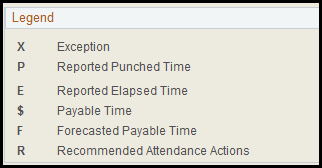 Legend
X Exception
P Reported Punched Time
E Reported Elapsed Time
$ Payable Time
F Forecasted Payable Time
R Recommended Attendance Actions